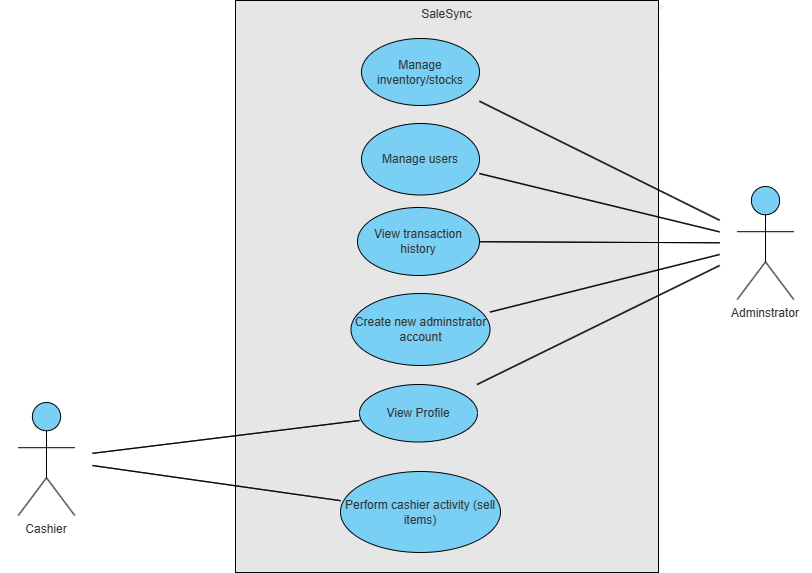 SaleSync
Manage
inventory/stocks
Manage users
View transaction
history
Create new adminstrator
account
Adminstrator
View Profile
Perform cashier activity (sell
items)
Cashier